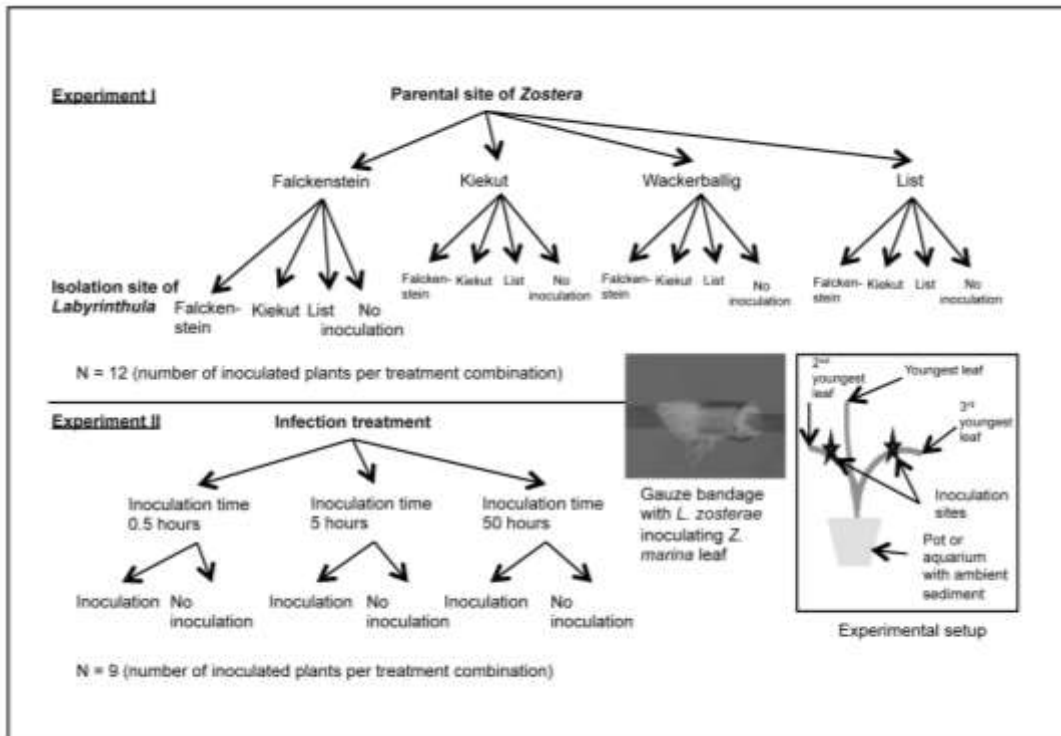 Experiment I
Parental site of Zostera
Falckenstein
Kiekut
Wackerballig
List
Isolation site of
Labyrinthula
Falcken-
stein
Kiekut
List
No
inoculation
Falcken-
stein
Kiekut
List
No
inoculation
Falcken-
stein
Kiekut
List
No
inoculation
Falcken-
stein
Kiekut
List
No
inoculation
N = 12 (number of inoculated plants per treatment combination)
Experiment II
Infection treatment
Inoculation time
0.5 hours
Inoculation time
5 hours
Inoculation time
50 hours
Inoculation
No
inoculation
Inoculation
No
inoculation
Inoculation
No
inoculation
N = 9 (number of inoculated plants per treatment combination)
Gauze bandage
with L. zosterae
inoculating Z.
marina leaf
2nd
youngest
leaf
Youngest leaf
3rd
youngest
leaf
Inoculation
sites
Pot or
aquarium
with ambient
sediment
Experimental setup